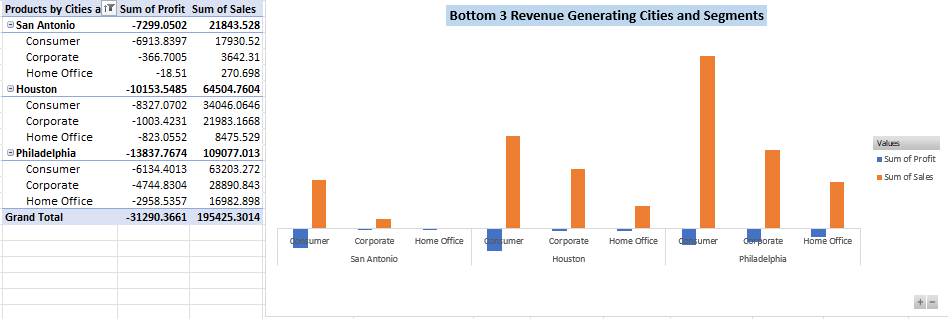 Products by Cities a Sum of Profit Sum of Sales
San Antonio -7299.0502 21843.528
Consumer -6913.8397 17930.52
Corporate -366.7005 3642.31
Home Office -18.51 270.698
Houston -10153.5485 64504.7604
Consumer -8327.0702 34046.0646
Corporate -1003.4231 21983.1668
Home Office -823.0552 8475.529
Philadelphia -13837.7674 109077.013
Consumer -6134.4013 63203.272
Corporate -4744.8304 28890.843
Home Office -2958.5357 16982.898
Grand Total -31290.3661 195425.3014
Bottom 3 Revenue Generating Cities and Segments
Values
Sum of Profit
Sum of Sales
Consumer Corporate Home Office Consumer Corporate Home Office Consumer Corporate Home Office
San Antonio Houston Philadelphia